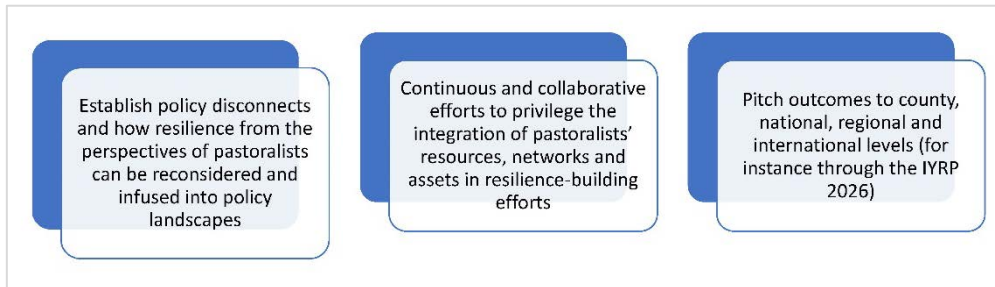 Establish policy disconnects
and how resilience from the
perspectives of pastoralists
can be reconsidered and
infused into policy
landscapes
Continuous and collaborative
efforts to privilege the
integration of pastoralists’
resources, networks and
assets in resilience-building
efforts
Pitch outcomes to county,
national, regional and
international levels (for
instance through the IYRP
2026)